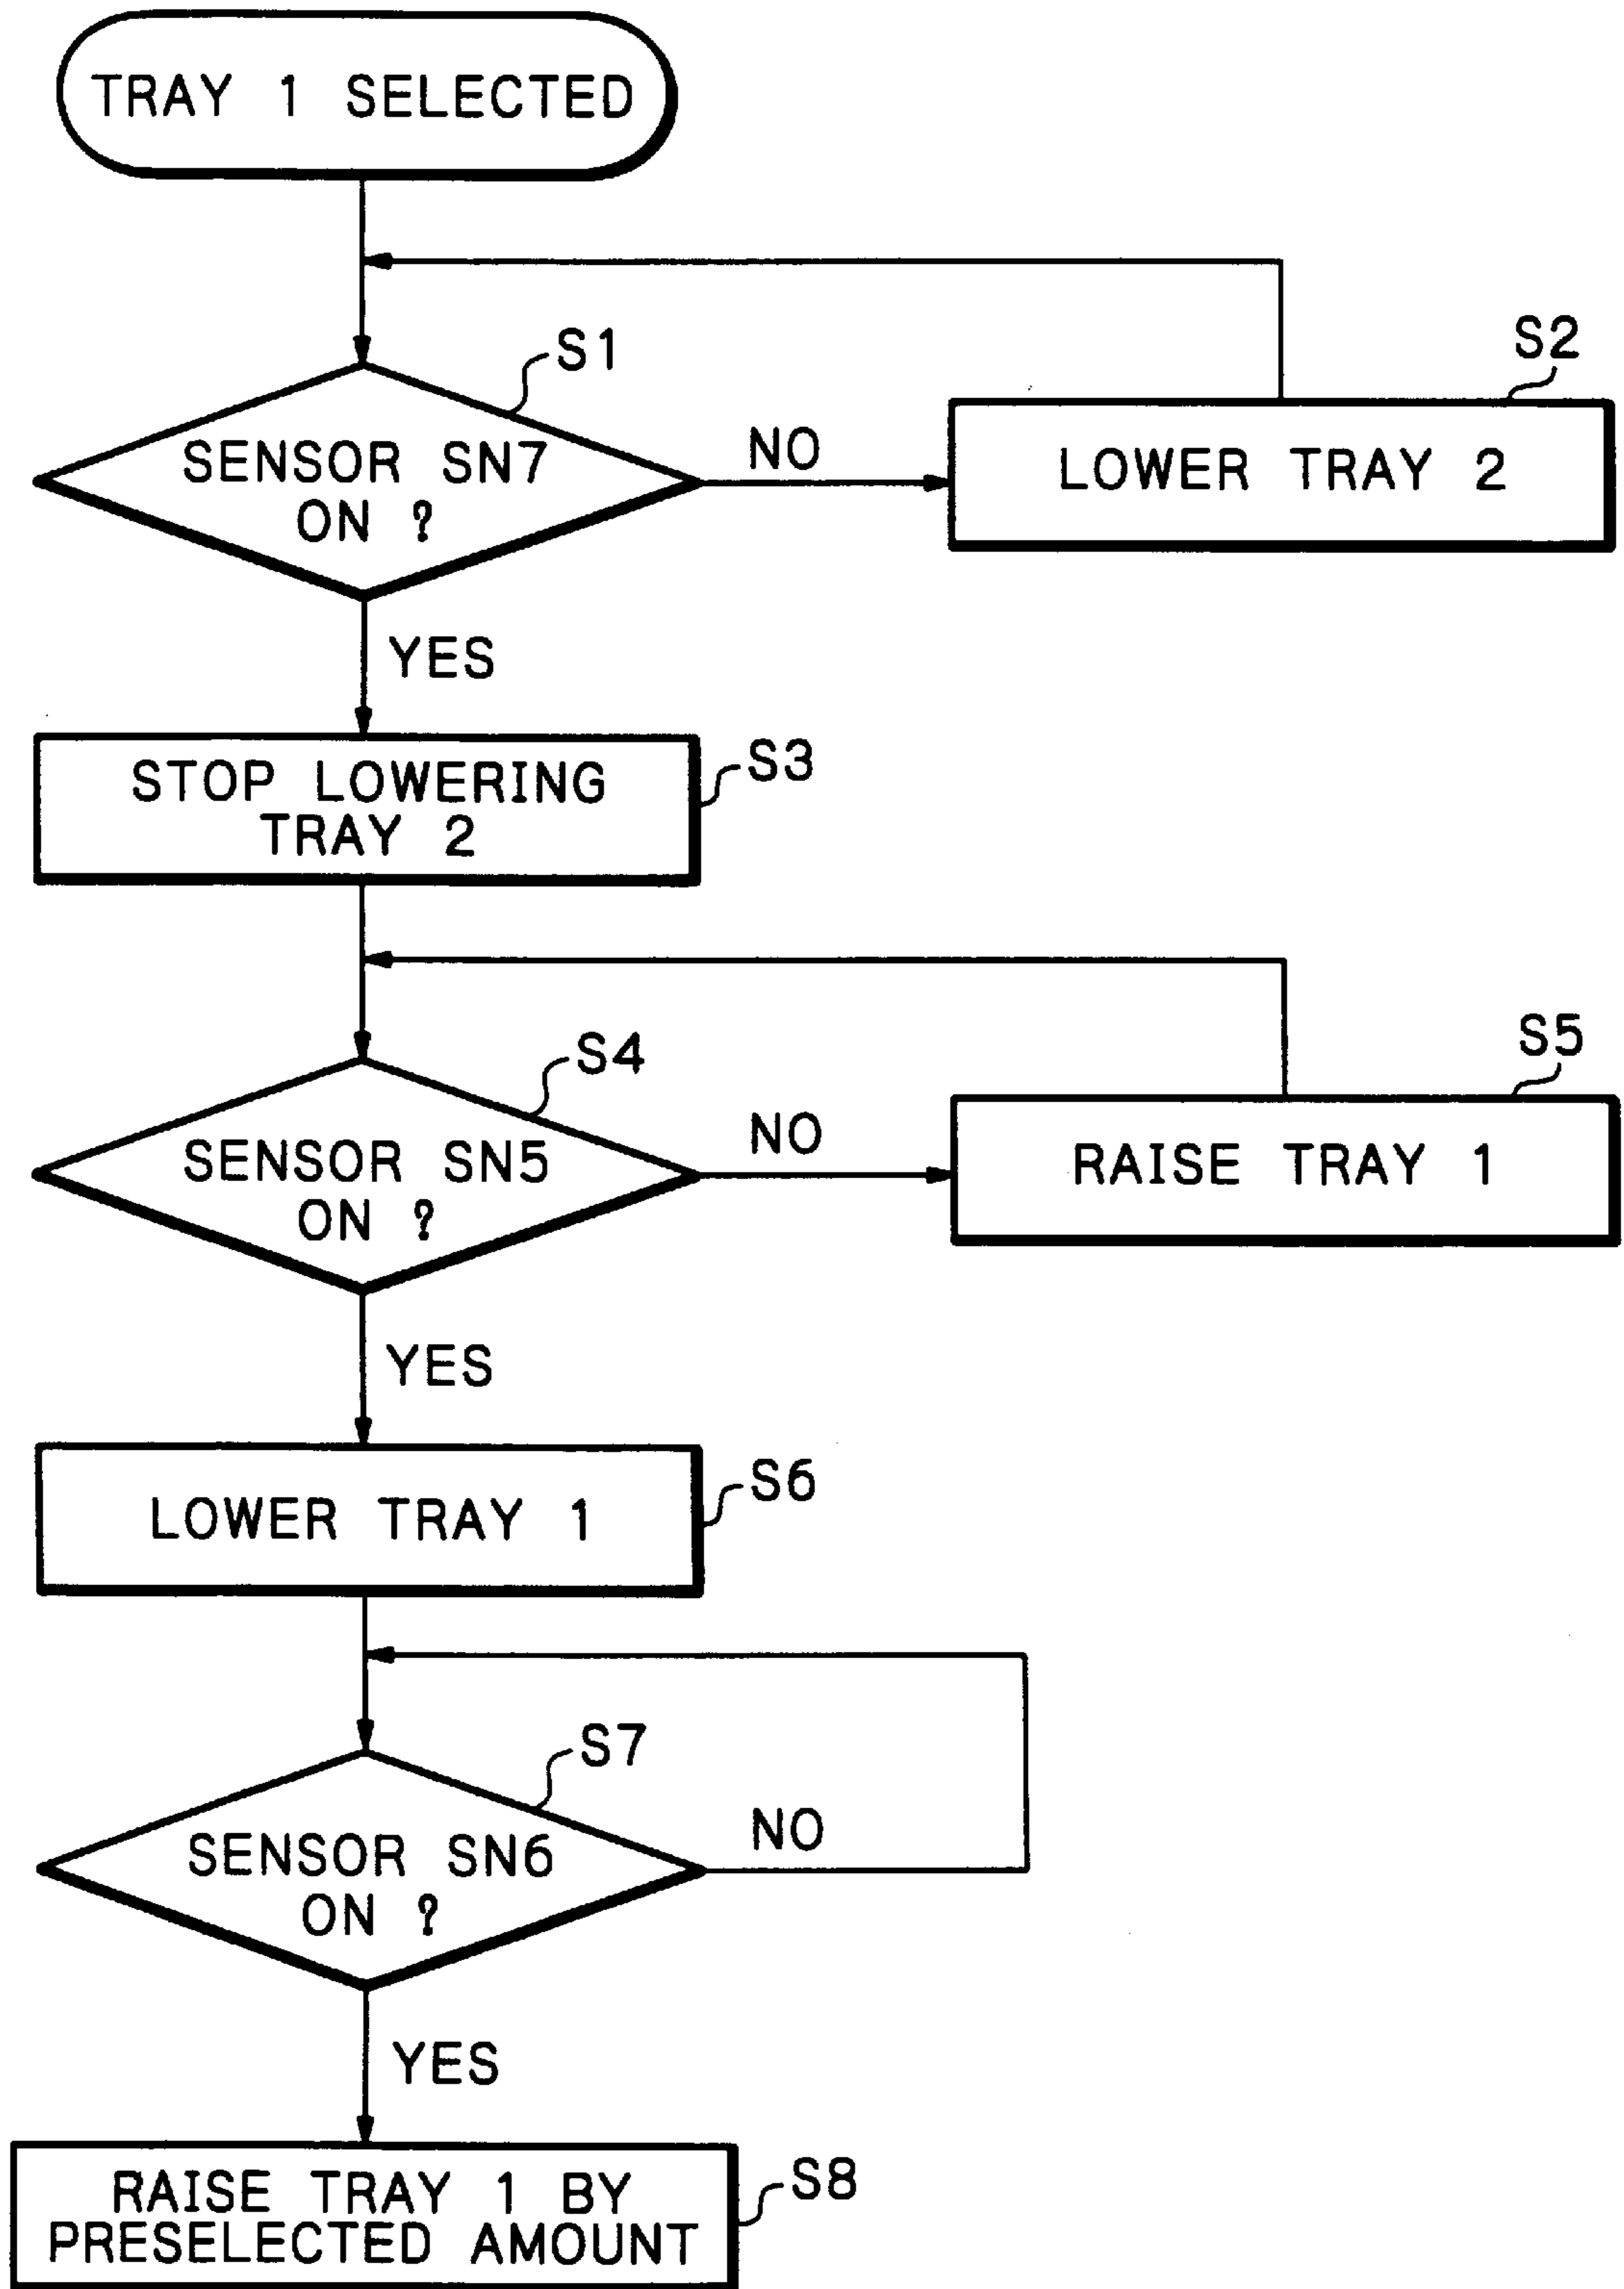 TRAY 1 SELECTED
S1
SENSOR SN7
ON ?
NO
S2
LOWER TRAY 2
YES
STOP LOWERING
TRAY 2
S3
S4
SENSOR SN5
ON ?
NO
S5
RAISE TRAY 1
YES
LOWER TRAY 1
S6
S7
SENSOR SN6
ON ?
NO
YES
RAISE TRAY 1 BY
PRESELECTED AMOUNT
S8